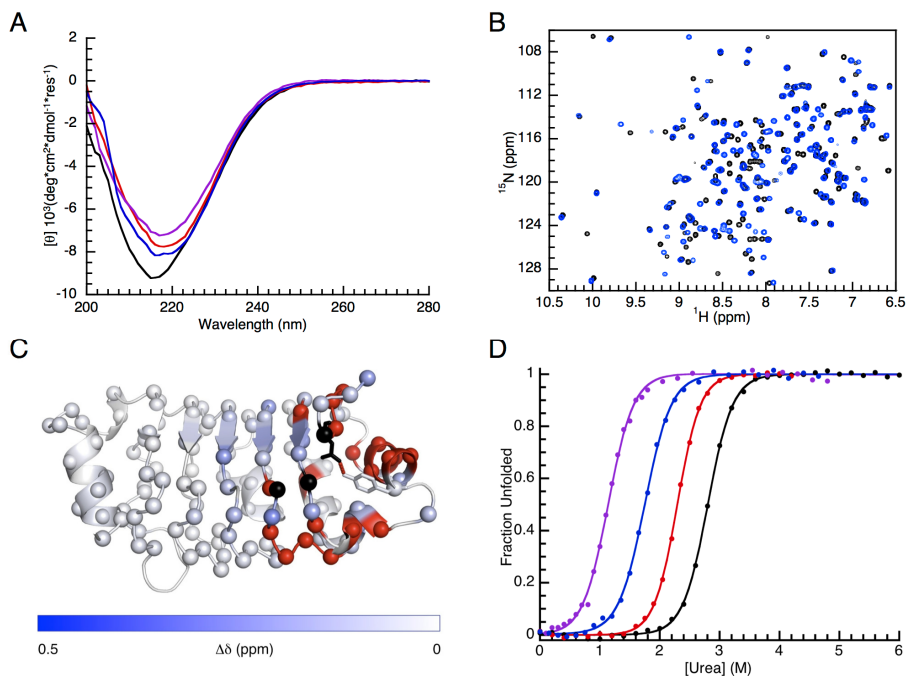 A
2
0
-2
-4
-6
-8
-10
200 220 240 260 280
Wavelength (nm)
[θ] 10³(deg*cm²*dmol⁻¹*res⁻¹)
B
108
116
120
124
128
10.5 10 9 8.5 8 7.5 7 6.5
¹H (ppm)
¹⁵N (ppm)
C
0.5 Δδ (ppm) 0
D
1
0.8
0.6
0.4
0.2
0
0 1 2 3 4 5 6
[Urea] (M)
Fraction Unfolded